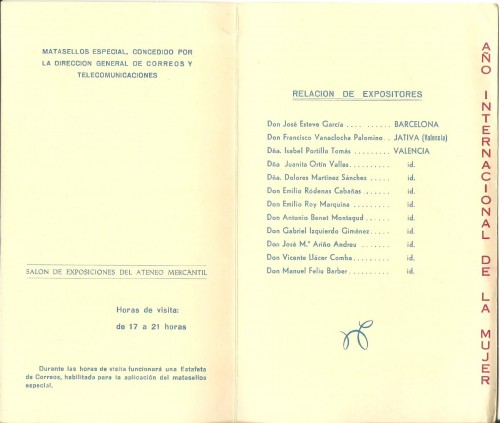 MATASELLOS ESPECIAL, CONCEDIDO POR
LA DIRECCION GENERAL DE CORREOS Y
TELECOMUNICACIONES
SALON DE EXPOSICIONES DEL ATENEO MERCANTIL
Horas de visita:
de 17 a 21 horas
Durante las horas de visita funcionará una Estafeta
de Correos, habilitada para la aplicación del matasellos
especial.
RELACION DE EXPOSITORES
Don José Esteve García .... ...... BARCELONA
Don Francisco Vanaclocha Palomino.. JATIVA (Valencia)
Dña. Isabel Portillo Tomás ......... VALENCIA
Dña Juanita Ortín Valles.......... id.
Dña. Dolores Martínez Sánchez ...... id.
Don Emilio Ródenas Cabañas ....... id.
Don Emilio Roy Marquina ......... id.
Don Antonio Benet Montagud ...... id.
Don Gabriel Izquierdo Giménez..... id.
Don José M.ª Ariño Andreu ....... id.
Don Vicente Llácer Comba......... id.
Don Manuel Feliu Barber ......... id.
AÑO INTERNACIONAL DE LA MUJER